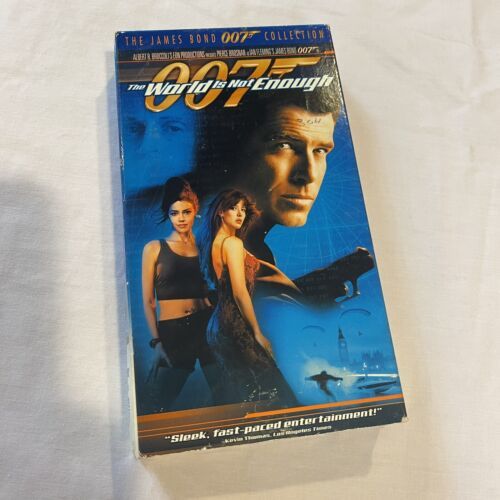 THE JAMES BOND 007 COLLECTION
ALBERT R. BROCCOLI'S EON PRODUCTIONS PRESENTS PIERCE BROSNAN AS IAN FLEMING'S JAMES BOND 007
007
The World Is Not Enough
"Sleek, fast-paced entertainment!"
Kevin Thomas, Los Angeles Times